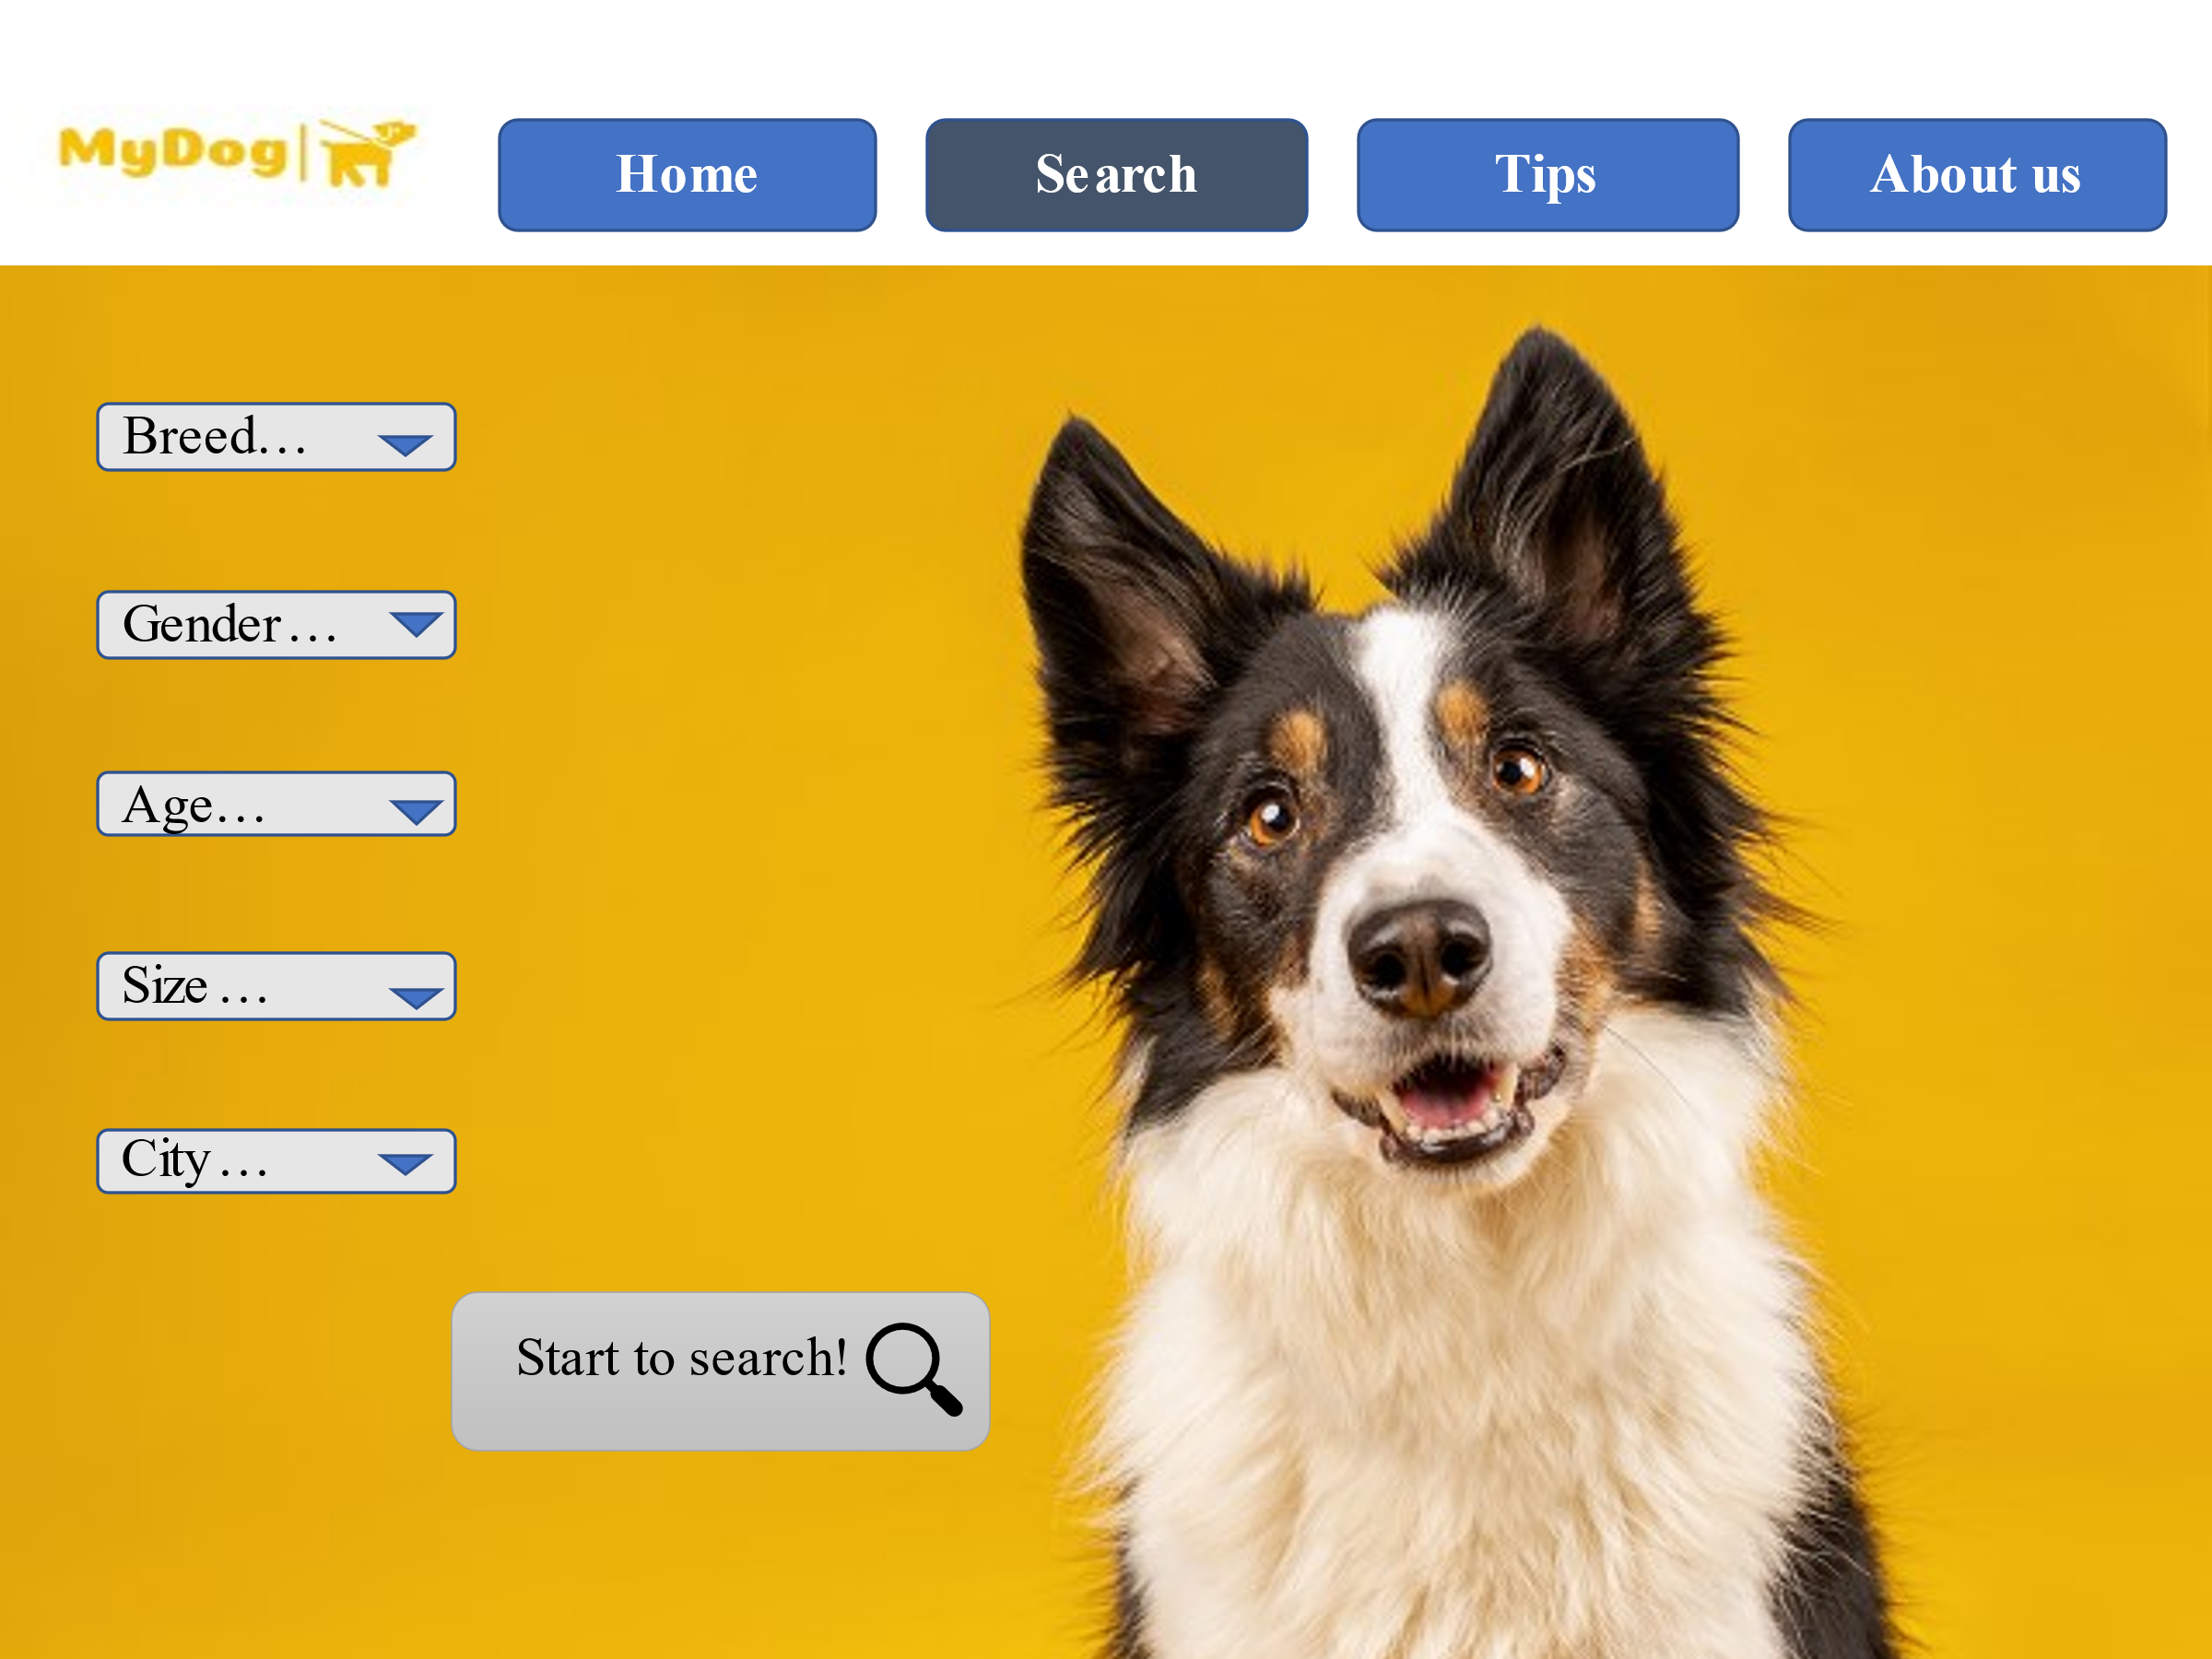 MyDog
Home
Search
Tips
About us
Breed…
Gender…
Age…
Size…
City…
Start to search!